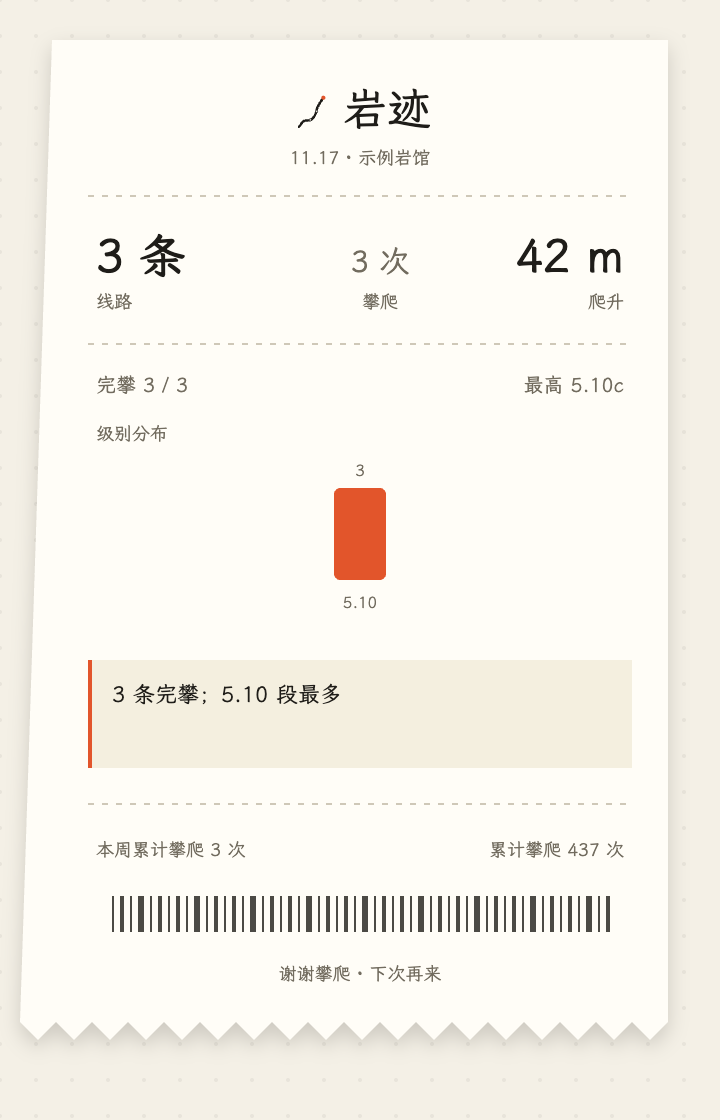 岩迹
11.17·示例岩馆
3 条 3 次 42 m
线路 攀爬 爬升
完攀 3 / 3 最高 5.10c
级别分布
3
5.10
3 条完攀；5.10 段最多
本周累计攀爬 3 次 累计攀爬 437 次
谢谢攀爬·下次再来